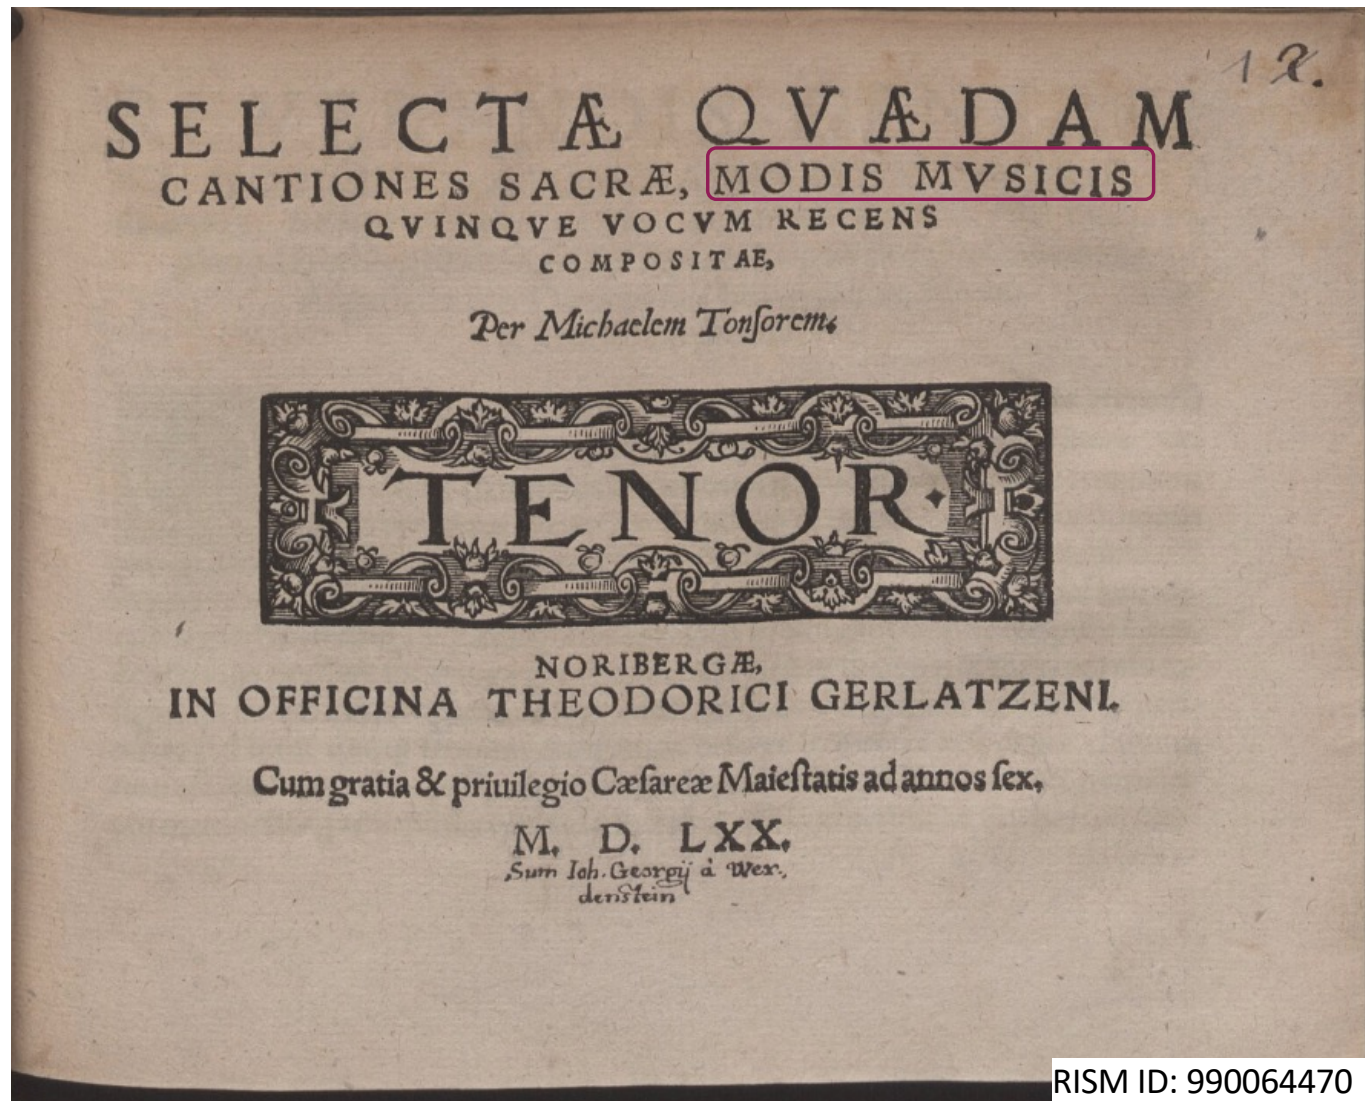 12.
SELECTÆ QVÆDAM
CANTIONES SACRÆ, MODIS MVSICIS
QVINQVE VOCVM RECENS
COMPOSITAE,
Per Michaelem Tonſorem.
TENOR.
NORIBERGÆ,
IN OFFICINA THEODORICI GERLATZENI.
Cum gratia & priuilegio Cæſareæ Maieſtatis ad annos ſex.
M. D. LXX.
Sum Ioh. Georgij à Wer-
denstein
RISM ID: 990064470